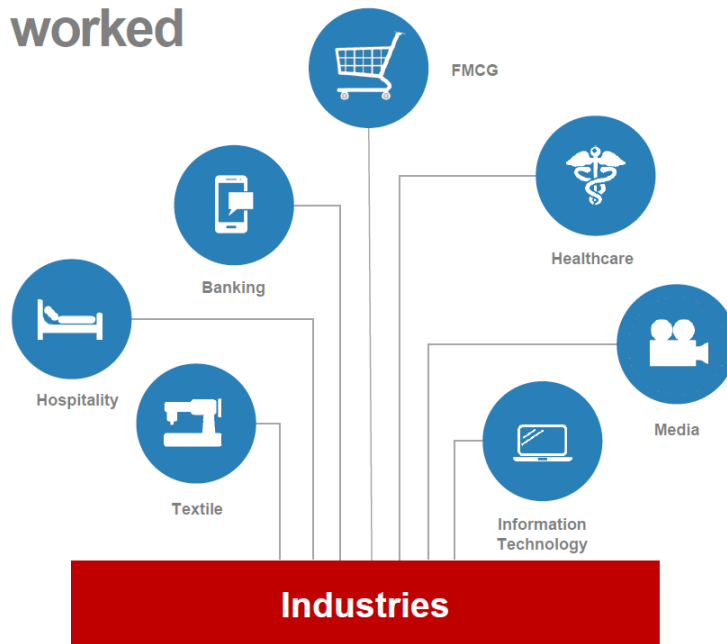 worked
FMCG
Healthcare
Banking
Hospitality
Media
Textile
Information
Technology
Industries